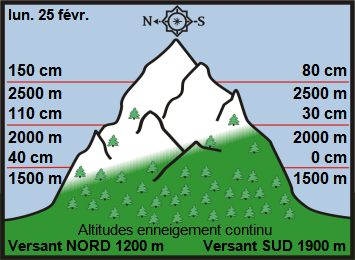 lun. 25 févr.
N S
150 cm 80 cm
2500 m 2500 m
110 cm 30 cm
2000 m 2000 m
40 cm 0 cm
1500 m 1500 m
Altitudes enneigement continu
Versant NORD 1200 m Versant SUD 1900 m